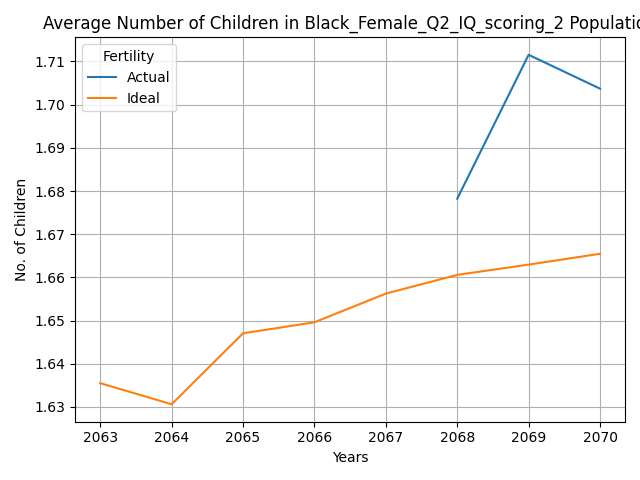 Average Number of Children in Black_Female_Q2_IQ_scoring_2 Populatio
Fertility
Actual
Ideal
1.71
1.70
1.69
1.68
1.67
1.66
1.65
1.64
1.63
No. of Children
2063 2064 2065 2066 2067 2068 2069 2070
Years